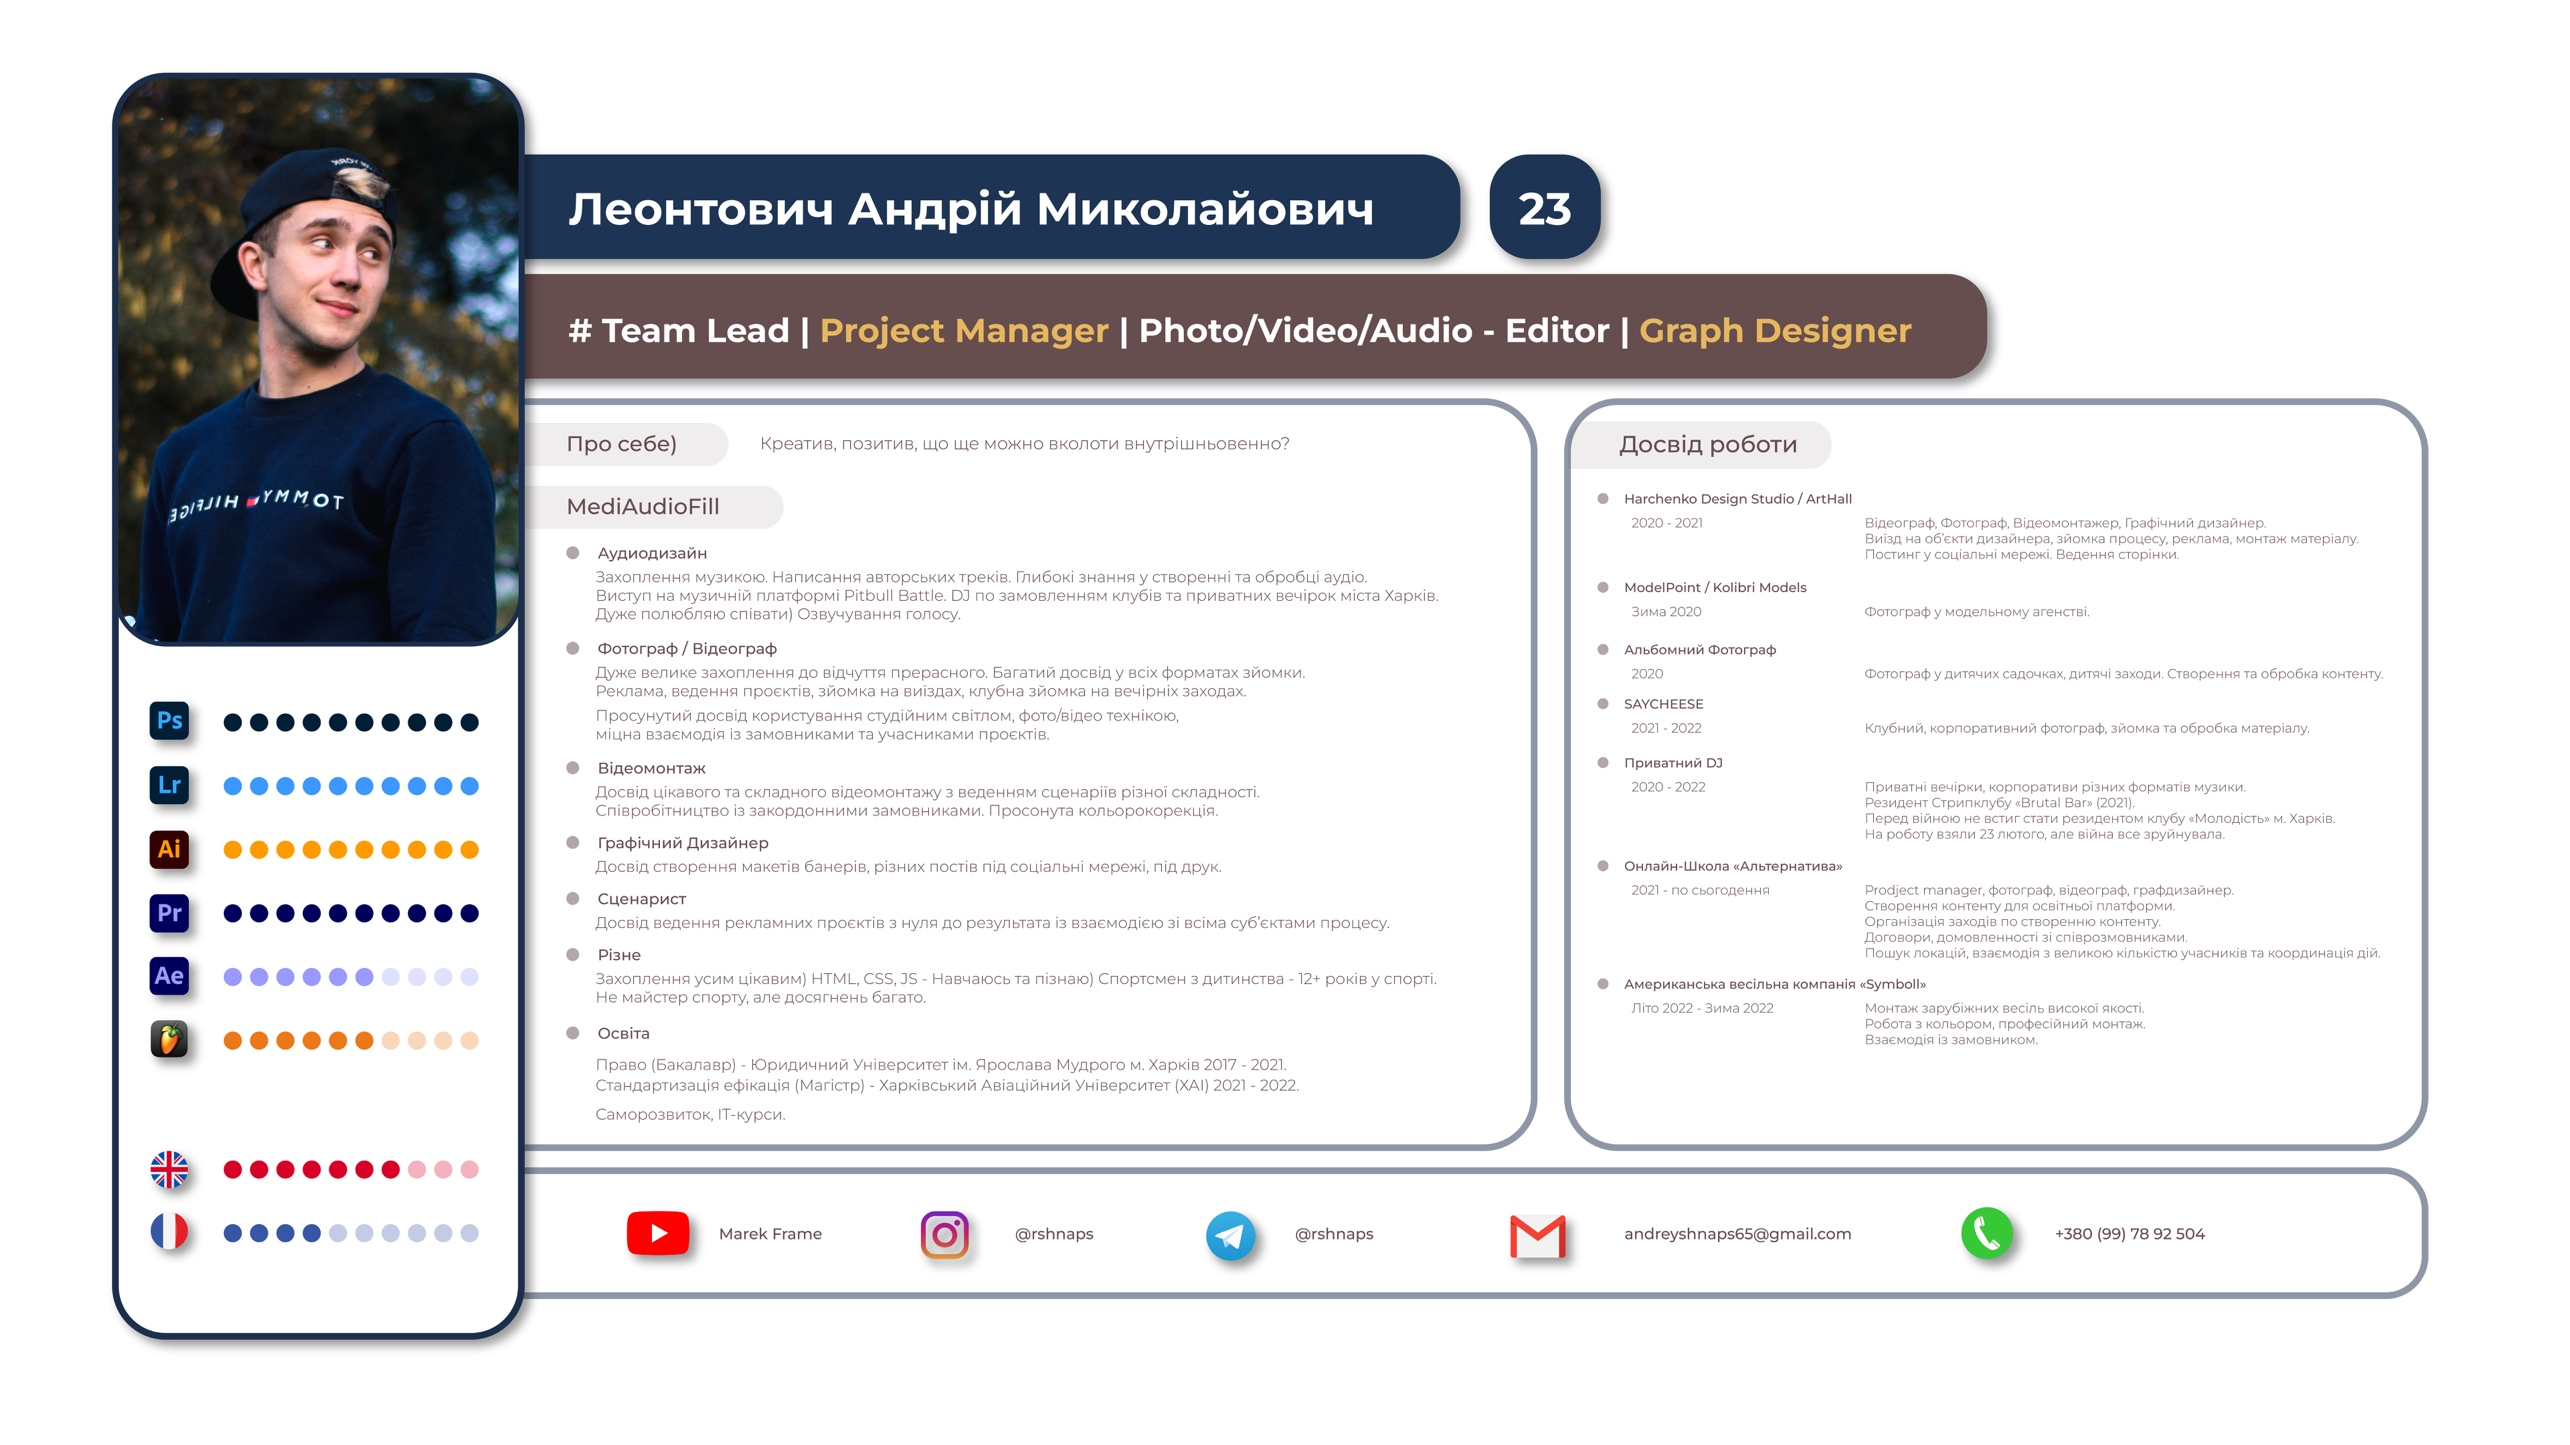 W YORK
TOMMY HILFIGE
Леонтович Андрій Миколайович
23
# Team Lead | Project Manager | Photo/Video/Audio - Editor | Graph Designer
Про себе)
Креатив, позитив, що ще можно вколоти внутрішньовенно?
MediAudioFill
Аудиодизайн
Захоплення музикою. Написання авторських треків. Глибокі знання у створенні та обробці аудіо.
Виступ на музичній платформі Pitbull Battle. DJ по замовленням клубів та приватних вечірок міста Харків.
Дуже полюбляю співати) Озвучування голосу.
Фотограф / Відеограф
Дуже велике захоплення до відчуття прерасного. Багатий досвід у всіх форматах зйомки.
Реклама, ведення проєктів, зйомка на виїздах, клубна зйомка на вечірніх заходах.
Просунутий досвід користування студійним світлом, фото/відео технікою,
міцна взаємодія із замовниками та учасниками проєктів.
Відеомонтаж
Досвід цікавого та складного відеомонтажу з веденням сценаріїв різної складності.
Співробітництво із закордонними замовниками. Просонута кольорокорекція.
Графічний Дизайнер
Досвід створення макетів банерів, різних постів під соціальні мережі, під друк.
Сценарист
Досвід ведення рекламних проєктів з нуля до результата із взаємодією зі всіма суб'єктами процесу.
Різне
Захоплення усим цікавим) HTML, CSS, JS - Навчаюсь та пізнаю) Спортсмен з дитинства - 12+ років у спорті.
Не майстер спорту, але досягнень багато.
Освіта
Право (Бакалавр) - Юридичний Університет ім. Ярослава Мудрого м. Харків 2017 - 2021.
Стандартизація ефікація (Магістр) - Харківський Авіаційний Університет (ХАІ) 2021 - 2022.
Саморозвиток, ІТ-курси.
Досвід роботи
Harchenko Design Studio / ArtHall
2020 - 2021
Відеограф, Фотограф, Відеомонтажер, Графічний дизайнер.
Виїзд на об'єкти дизайнера, зйомка процесу, реклама, монтаж матеріалу.
Постинг у соціальні мережі. Ведення сторінки.
ModelPoint / Kolibri Models
Зима 2020
Фотограф у модельному агенстві.
Альбомний Фотограф
2020
Фотограф у дитячих садочках, дитячі заходи. Створення та обробка контенту.
SAYCHEESE
2021 - 2022
Клубний, корпоративний фотограф, зйомка та обробка матеріалу.
Приватний DJ
2020 - 2022
Приватні вечірки, корпоративи різних форматів музики.
Резидент Стрипклубу «Brutal Bar» (2021).
Перед війною не встиг стати резидентом клубу «Молодість» м. Харків.
На роботу взяли 23 лютого, але війна все зруйнувала.
Онлайн-Школа «Альтернатива»
2021 - по сьогодення
Prodject manager, фотограф, відеограф, графдизайнер.
Створення контенту для освітньої платформи.
Організація заходів по створенню контенту.
Договори, домовленності зі співрозмовниками.
Пошук локацій, взаємодія з великою кількістю учасників та координація дій.
Американська весільна компанія «Symboll»
Літо 2022 - Зима 2022
Монтаж зарубіжних весіль високої якості.
Робота з кольором, професійний монтаж.
Взаємодія із замовником.
Ps
Lr
Ai
Pr
Ae
Marek Frame
@rshnaps
@rshnaps
andreyshnaps65@gmail.com
+380 (99) 78 92 504